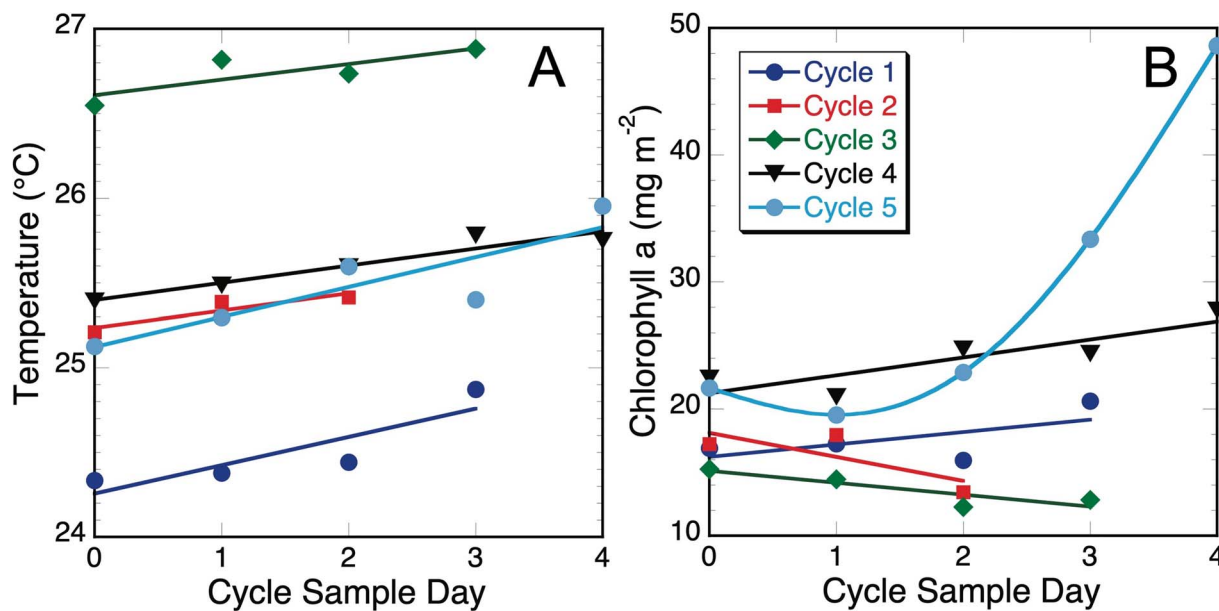 A
Temperature (°C)
27
26
25
24
0 1 2 3 4
Cycle Sample Day
B
Chlorophyll a (mg m⁻²)
50
40
30
20
10
Cycle 1
Cycle 2
Cycle 3
Cycle 4
Cycle 5
0 1 2 3 4
Cycle Sample Day